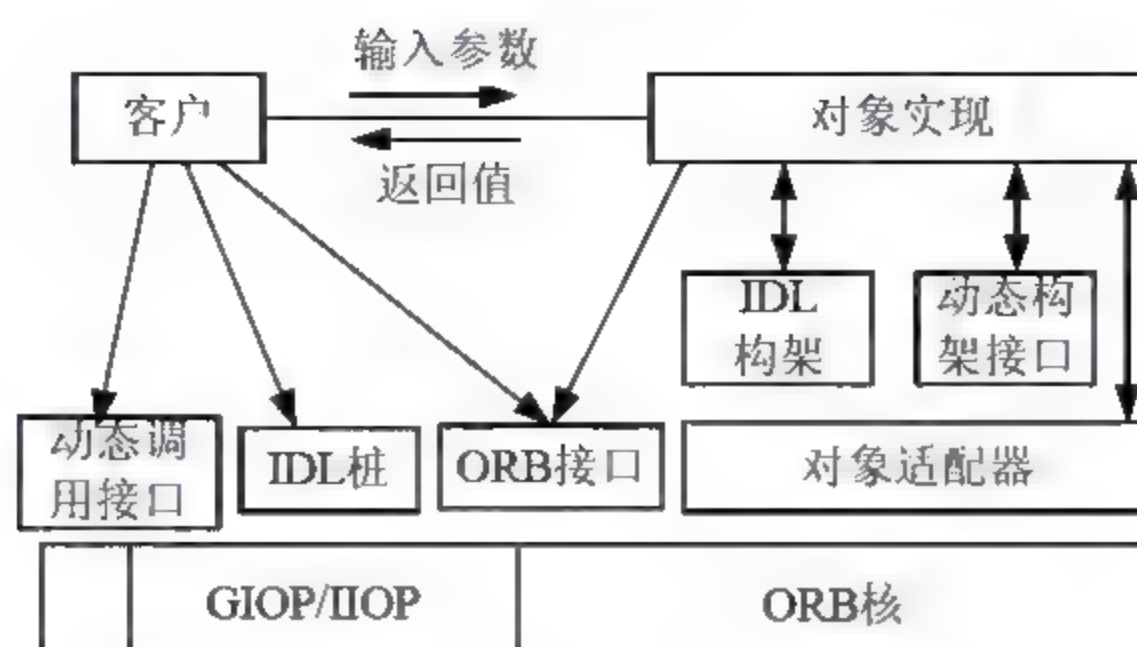 输入参数
客户
对象实现
返回值
IDL
构架
动态构
架接口
动态调
用接口
IDL桩
ORB接口
对象适配器
GIOP/IIOP
ORB核